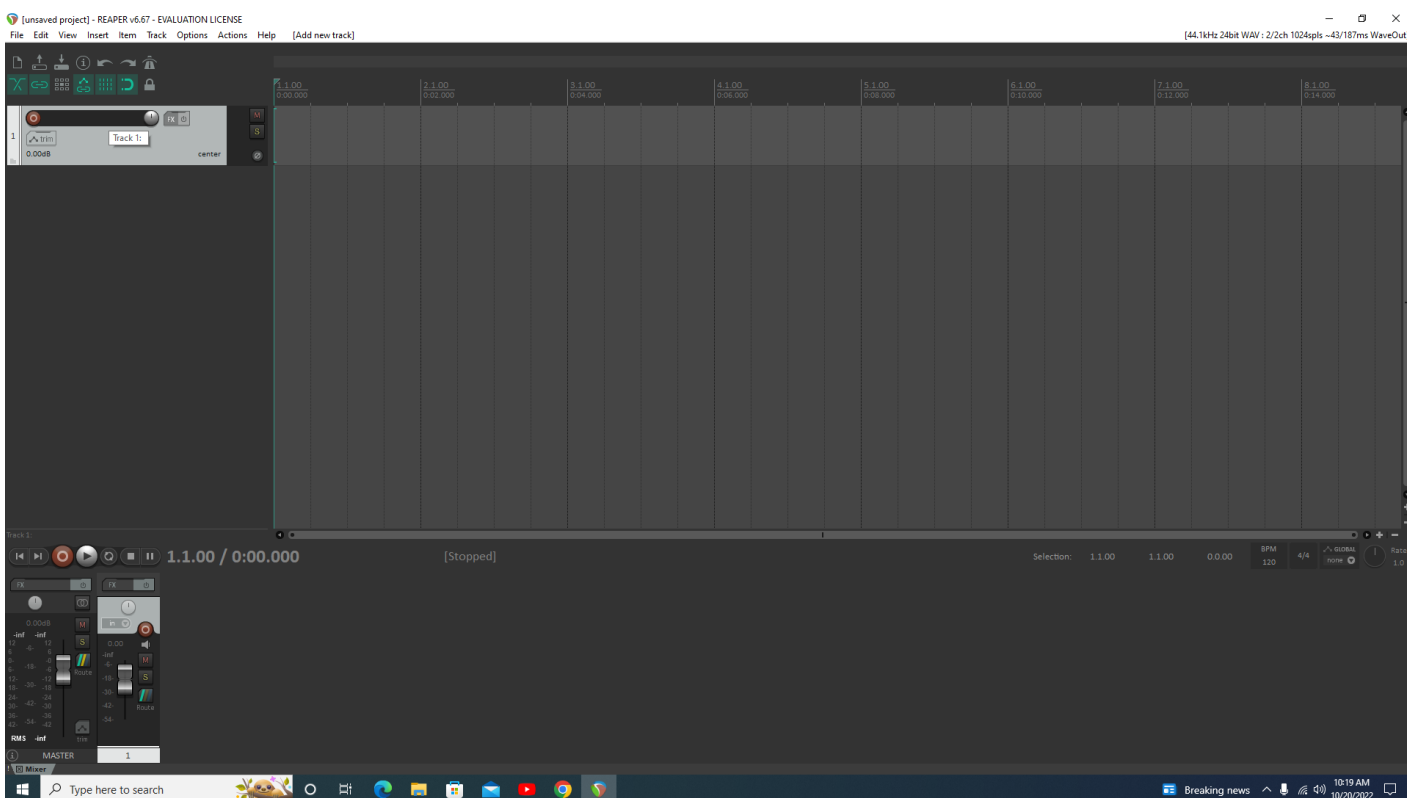 [unsaved project] - REAPER v6.67 - EVALUATION LICENSE
File Edit View Insert Item Track Options Actions Help [Add new track]
[44.1kHz 24bit WAV : 2/2ch 1024spls ~43/187ms WaveOut
1.1.00 2.1.00 3.1.00 4.1.00 5.1.00 6.1.00 7.1.00 8.1.00
0:00.000 0:02.000 0:04.000 0:06.000 0:08.000 0:10.000 0:12.000 0:14.000
FX M
S
1 trim Track 1:
0.00dB center
Track 1:
1.1.00 / 0:00.000 [Stopped] Selection: 1.1.00 1.1.00 0.0.00
BPM 120 4/4 GLOBAL none Rate 1.0
FX FX
in
0.00dB M
-inf -inf
S 0.00
-inf
M
Route
S
Route
RMS -inf trim
MASTER 1
Mixer
Type here to search
Breaking news
10:19 AM
10/20/2022